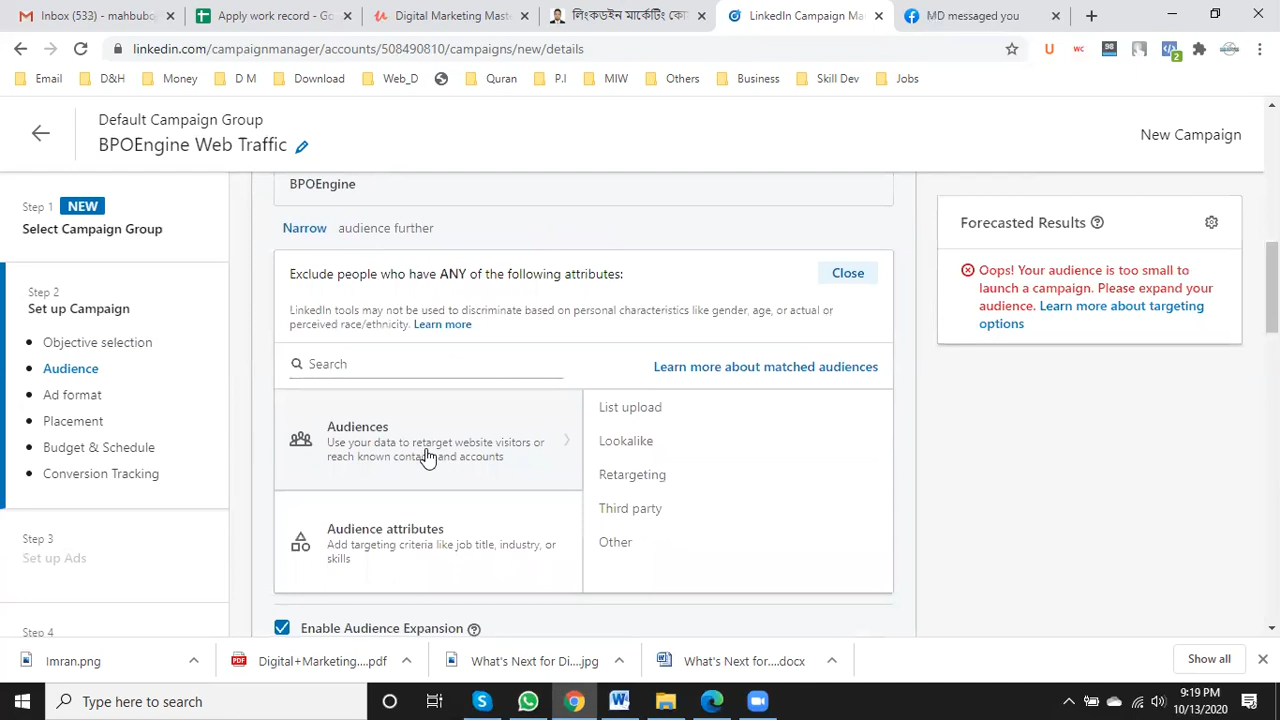 Inbox (533) - mahbubc
Apply work record - Go
Digital Marketing Mast
লিংকডইন মার্কেটিং কো
LinkedIn Campaign Ma
MD messaged you
linkedin.com/campaignmanager/accounts/508490810/campaigns/new/details
Email
D&H
Money
D M
Download
Web_D
Quran
P.I
MIW
Others
Business
Skill Dev
Jobs
Default Campaign Group
BPOEngine Web Traffic
New Campaign
Step 1 NEW
Select Campaign Group
Step 2
Set up Campaign
Objective selection
Audience
Ad format
Placement
Budget & Schedule
Conversion Tracking
Step 3
Set up Ads
Step 4
BPOEngine
Narrow audience further
Exclude people who have ANY of the following attributes:
Close
LinkedIn tools may not be used to discriminate based on personal characteristics like gender, age, or actual or
perceived race/ethnicity. Learn more
Search
Learn more about matched audiences
Audiences
Use your data to retarget website visitors or
reach known contacts and accounts
Audience attributes
Add targeting criteria like job title, industry, or
skills
List upload
Lookalike
Retargeting
Third party
Other
Enable Audience Expansion
Forecasted Results
Oops! Your audience is too small to
launch a campaign. Please expand your
audience. Learn more about targeting
options
Imran.png
Digital+Marketing....pdf
What's Next for Di....jpg
What's Next for....docx
Show all
Type here to search
9:19 PM
10/13/2020